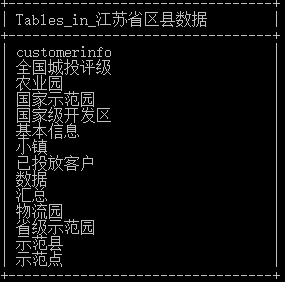 Tables_in_江苏省区县数据
customerinfo
全国城投评级
农业园
国家示范园
国家级开发区
基本信息
小镇
已投放客户
数据
汇总
物流园
省级示范园
示范县
示范点